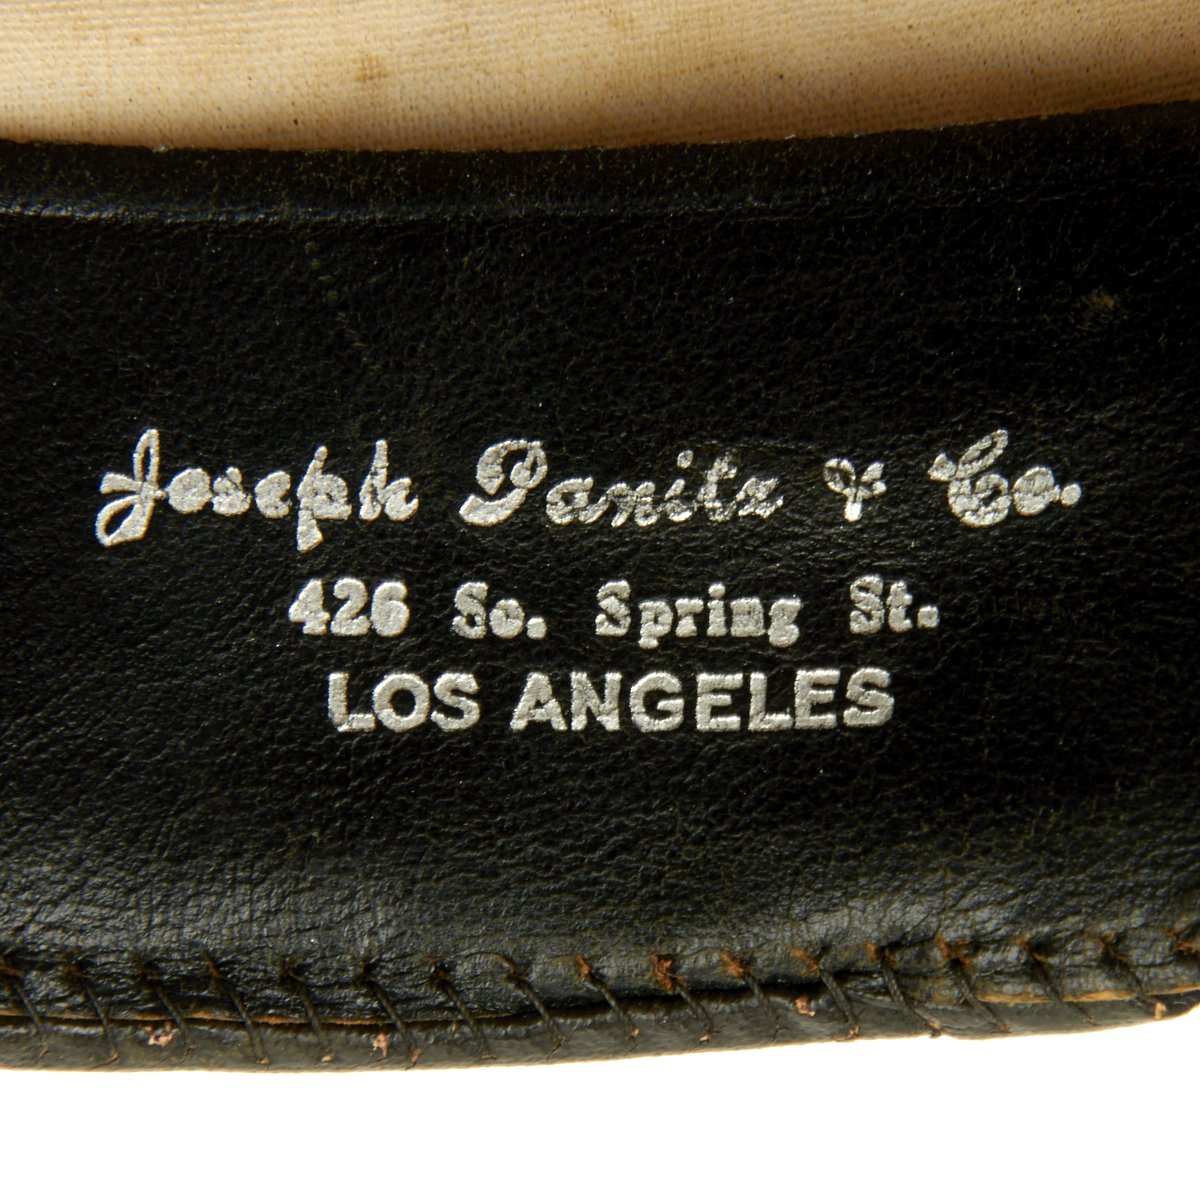 Joseph Panitz & Co.
426 So. Spring St.
LOS ANGELES